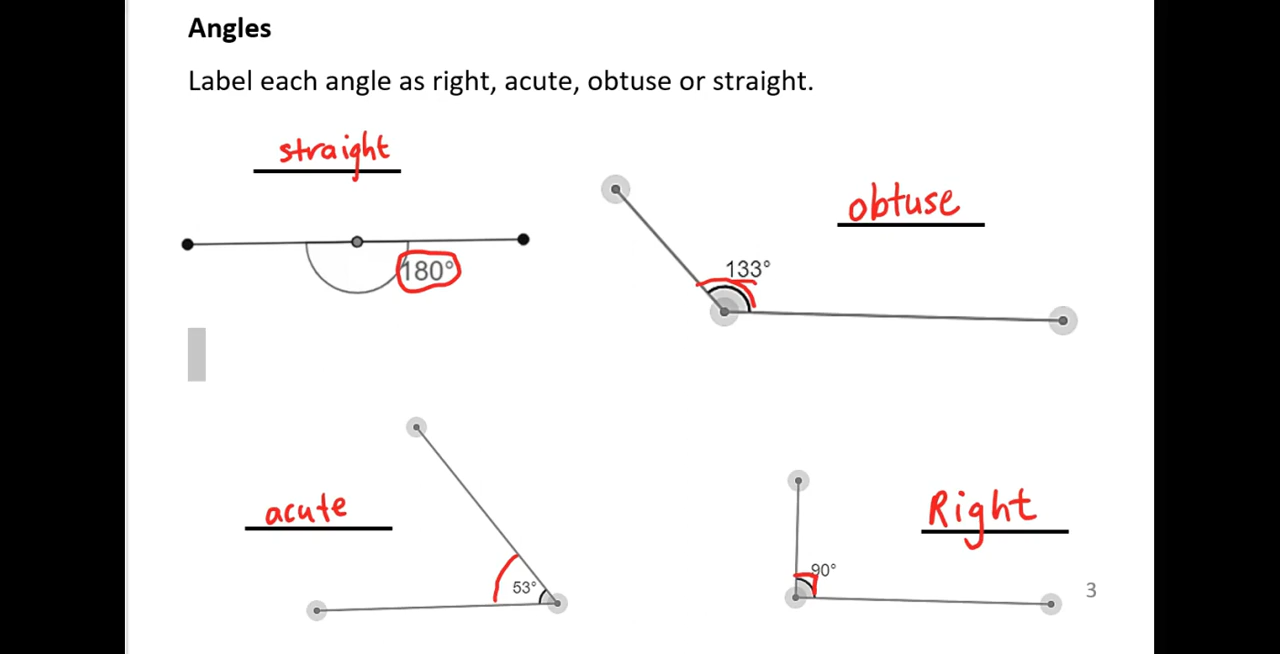 Angles
Label each angle as right, acute, obtuse or straight.
straight
180°
obtuse
133°
acute
53°
Right
90°
3